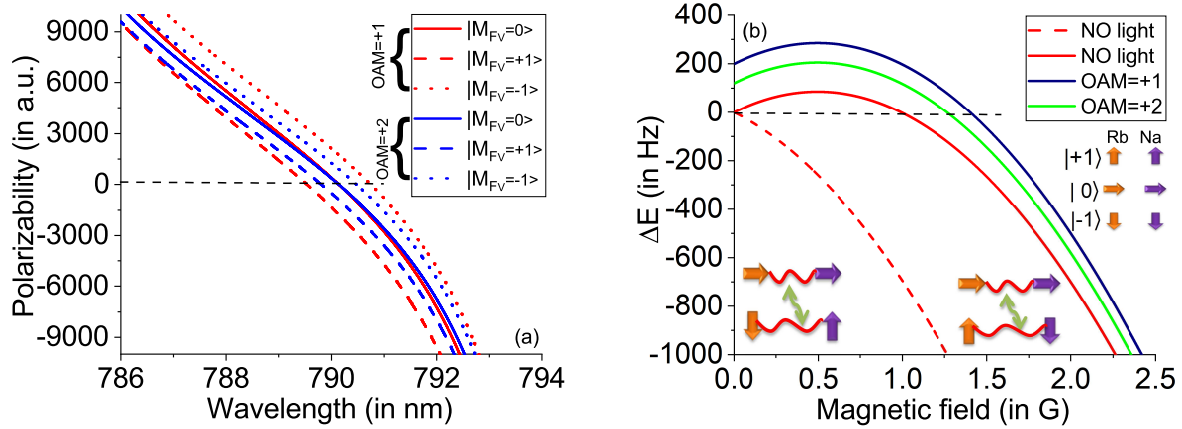 9000
6000
3000
0
-3000
-6000
-9000
Polarizability (in a.u.)
786
788
790
792
794
Wavelength (in nm)
OAM=+1
|M_FV=0>
|M_FV=+1>
|M_FV=-1>
OAM=+2
|M_FV=0>
|M_FV=+1>
|M_FV=-1>
(a)
(b)
400
200
0
-200
-400
-600
-800
-1000
ΔE (in Hz)
0.0
0.5
1.0
1.5
2.0
2.5
Magnetic field (in G)
NO light
NO light
OAM=+1
OAM=+2
Rb Na
|+1⟩
| 0⟩
|-1⟩